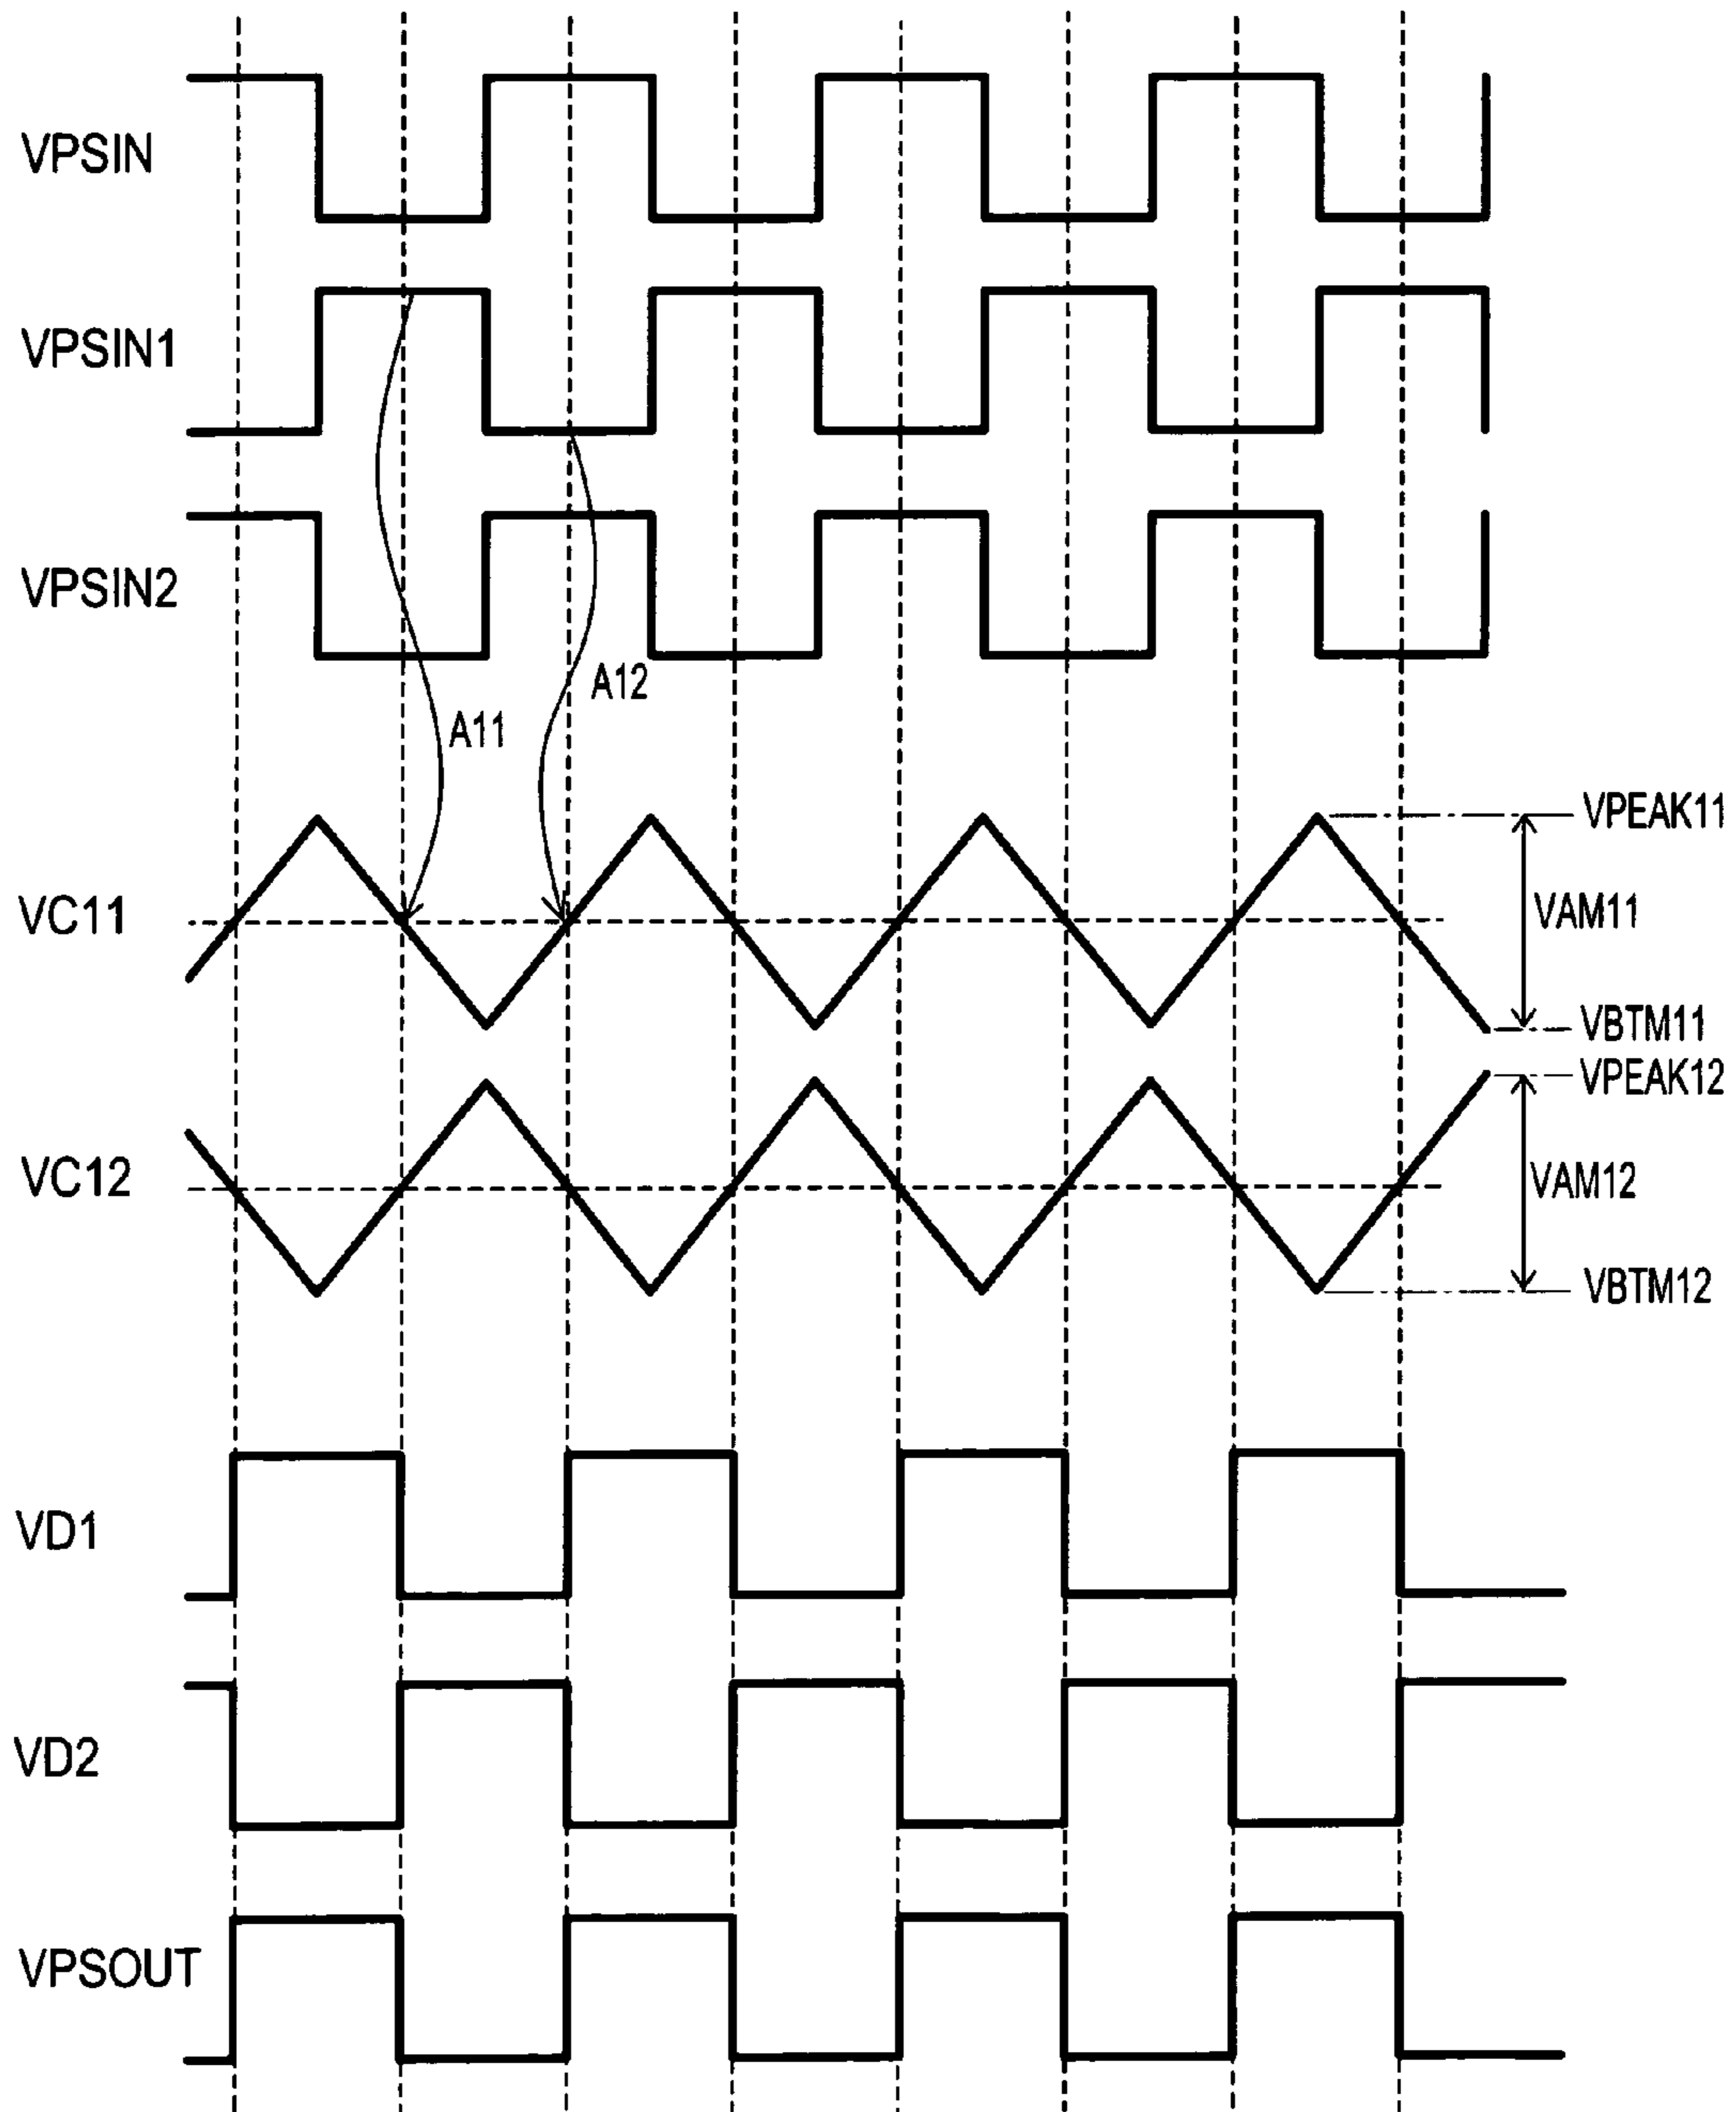 VPSIN
VPSIN1
VPSIN2
A12
A11
VPEAK11
VC11
VAM11
VBTM11
VPEAK12
VC12
VAM12
VBTM12
VD1
VD2
VPSOUT